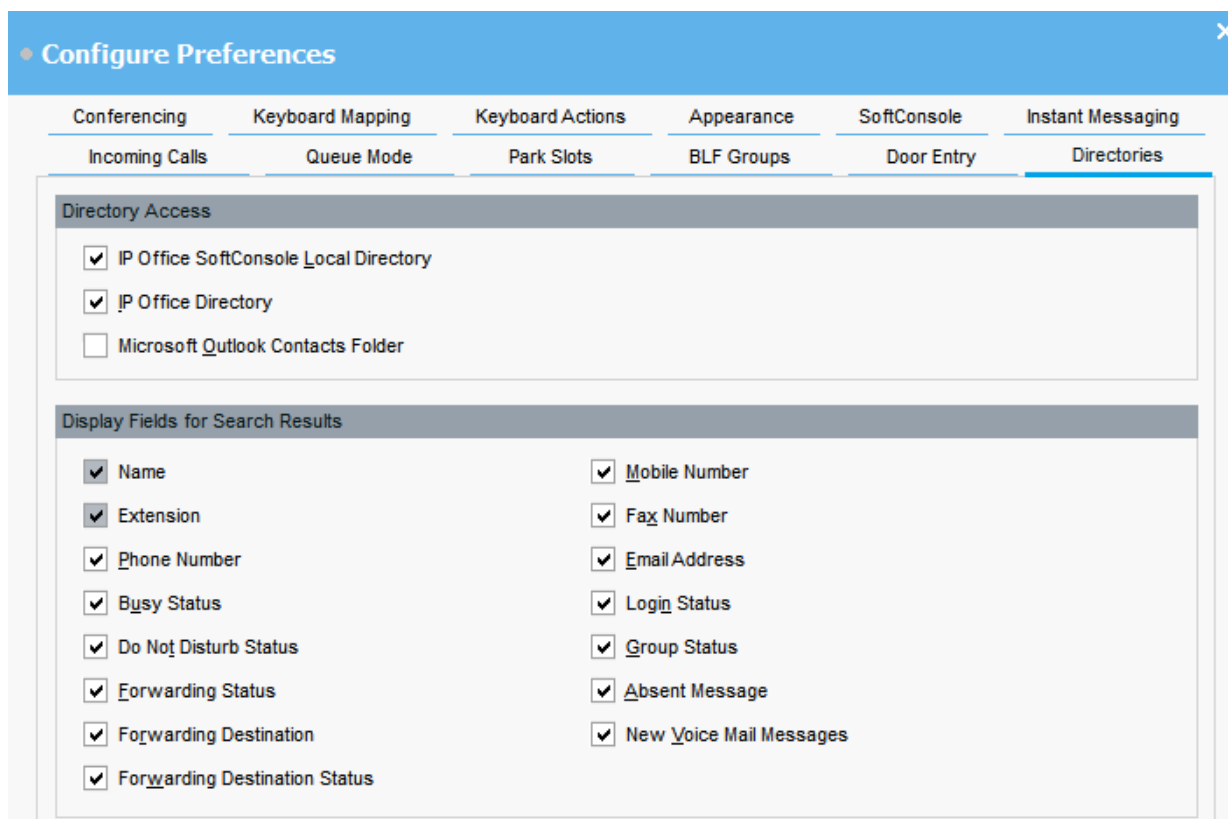 Configure Preferences
Conferencing Keyboard Mapping Keyboard Actions Appearance SoftConsole Instant Messaging
Incoming Calls Queue Mode Park Slots BLF Groups Door Entry Directories
Directory Access
IP Office SoftConsole Local Directory
IP Office Directory
Microsoft Outlook Contacts Folder
Display Fields for Search Results
Name Mobile Number
Extension Fax Number
Phone Number Email Address
Busy Status Login Status
Do Not Disturb Status Group Status
Forwarding Status Absent Message
Forwarding Destination New Voice Mail Messages
Forwarding Destination Status